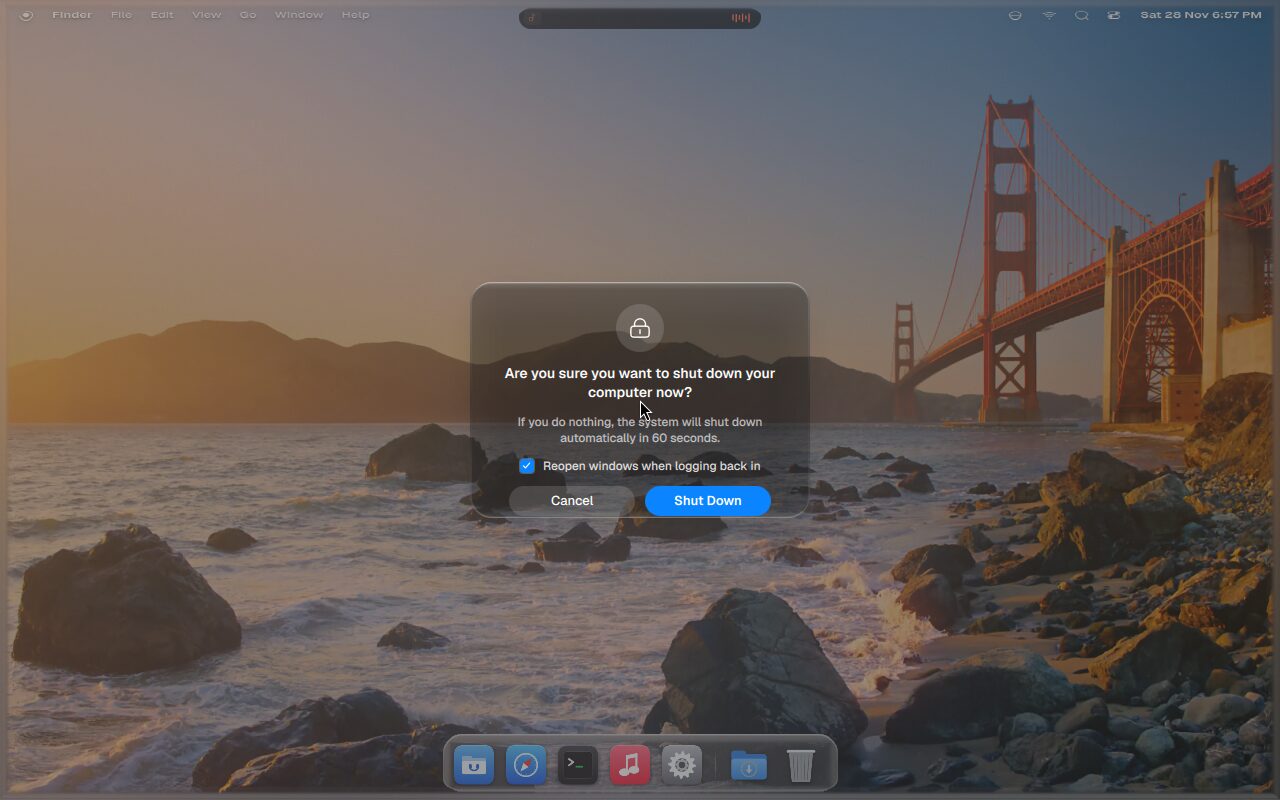 Finder File Edit View Go Window Help
Sat 28 Nov 6:57 PM
Are you sure you want to shut down your
computer now?
If you do nothing, the system will shut down
automatically in 60 seconds.
Reopen windows when logging back in
Cancel
Shut Down